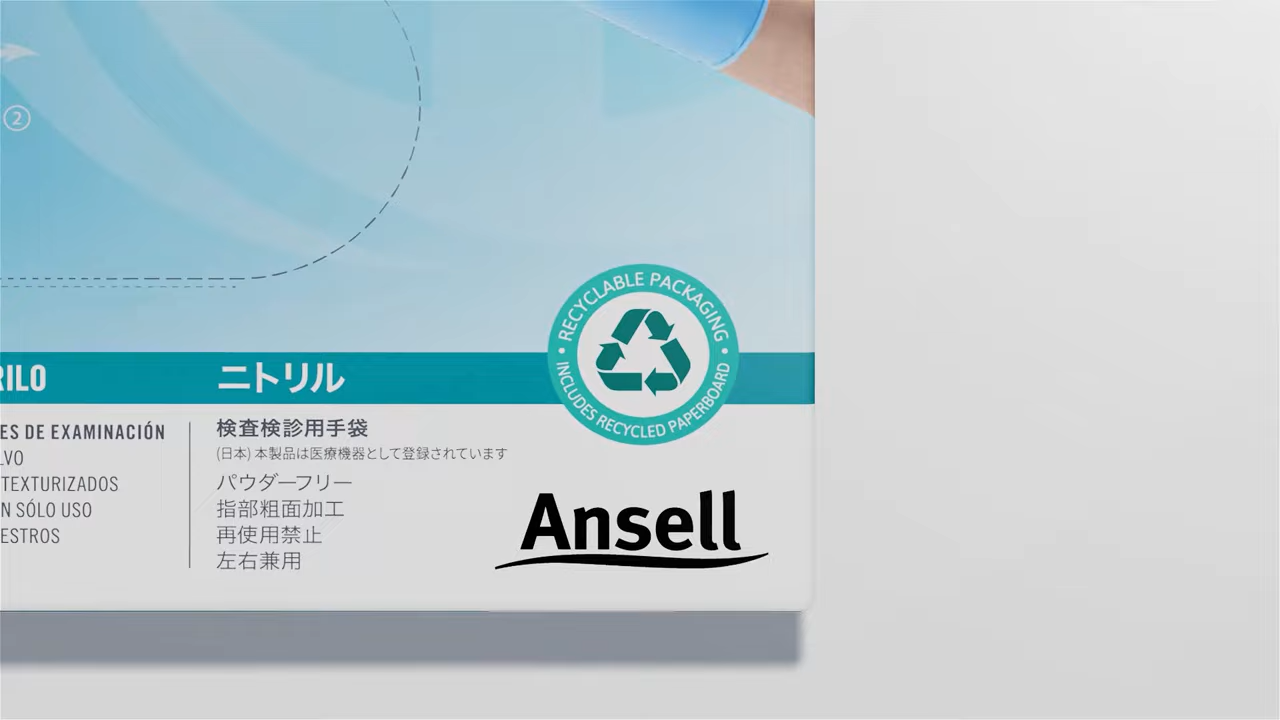 2
RECYCLABLE PACKAGING
INCLUDES RECYCLED PAPERBOARD
RILO
ES DE EXAMINACIÓN
LVO
TEXTURIZADOS
N SÓLO USO
ESTROS
ニトリル
検査検診用手袋
(日本) 本製品は医療機器として登録されています
パウダーフリー
指部粗面加工
再使用禁止
左右兼用
Ansell